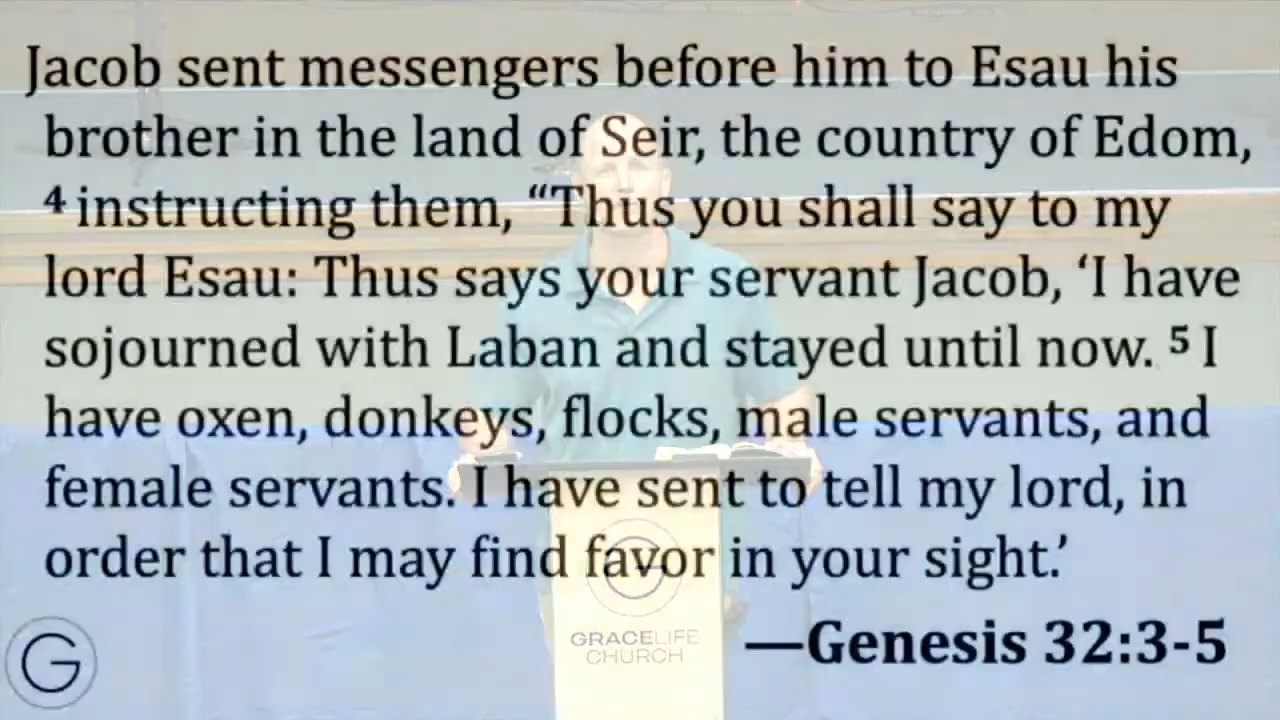 Jacob sent messengers before him to Esau his
brother in the land of Seir, the country of Edom,
4 instructing them, “Thus you shall say to my
lord Esau: Thus says your servant Jacob, ‘I have
sojourned with Laban and stayed until now. 5 I
have oxen, donkeys, flocks, male servants, and
female servants. I have sent to tell my lord, in
order that I may find favor in your sight.’
—Genesis 32:3-5
G
G
GRACELIFE
CHURCH